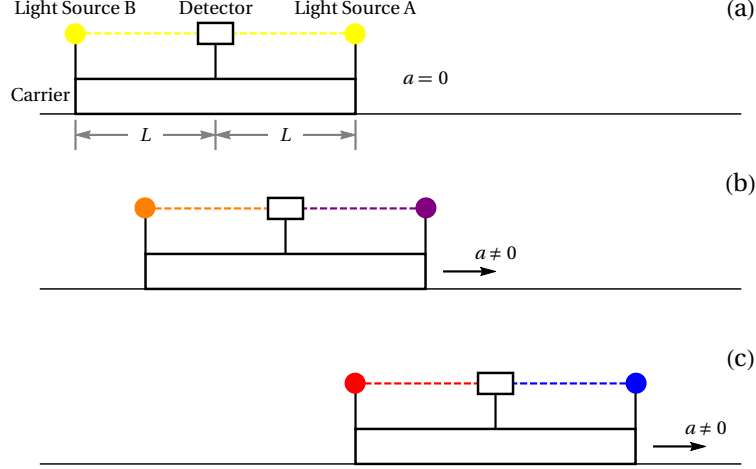 Light Source B Detector Light Source A (a)
a = 0
Carrier
L L
(b)
a ≠ 0
(c)
a ≠ 0